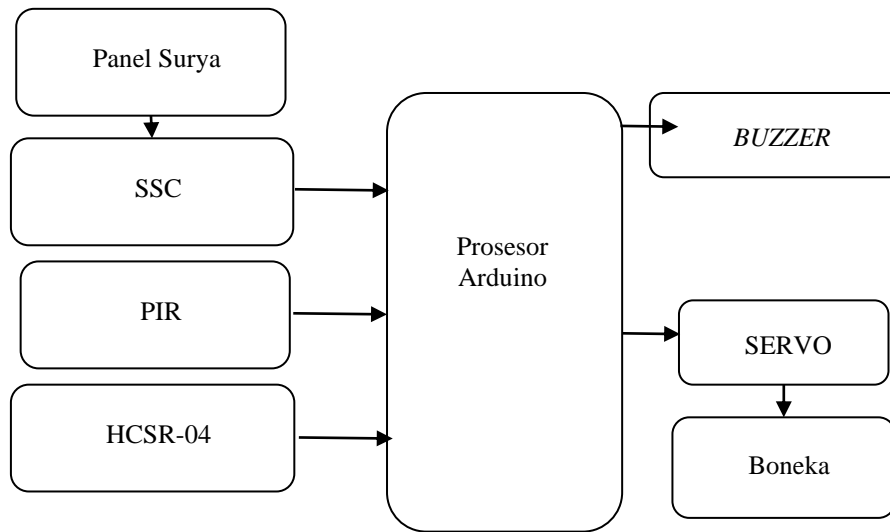 Panel Surya
SSC
PIR
HCSR-04
Prosesor
Arduino
BUZZER
SERVO
Boneka